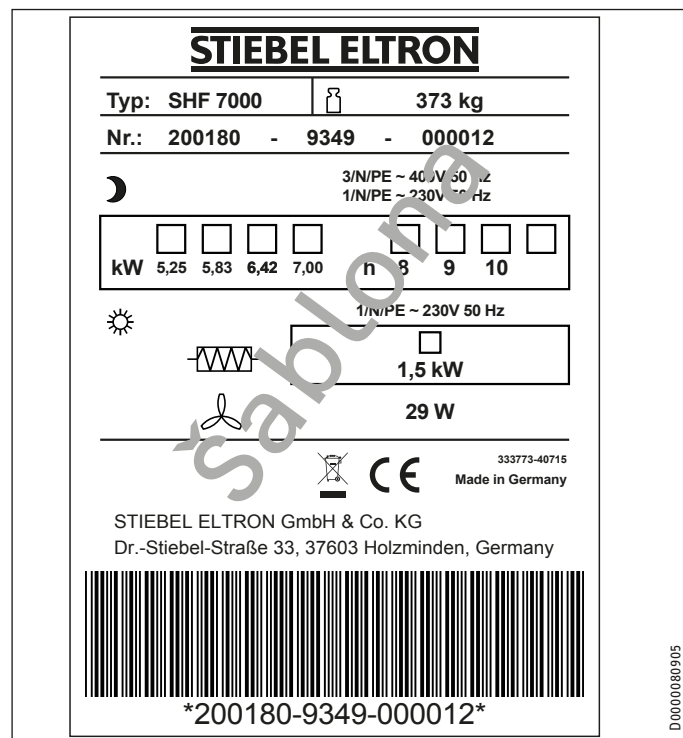 STIEBEL ELTRON
Typ: SHF 7000 373 kg
Nr.: 200180 - 9349 - 000012
3/N/PE ~ 400V 50 Hz
1/N/PE ~ 230V 50 Hz
kW 5,25 5,83 6,42 7,00 h 8 9 10
1/N/PE ~ 230V 50 Hz
1,5 kW
29 W
333773-40715
CE Made in Germany
STIEBEL ELTRON GmbH & Co. KG
Dr.-Stiebel-Straße 33, 37603 Holzminden, Germany
*200180-9349-000012*
Šablona
D0000080905